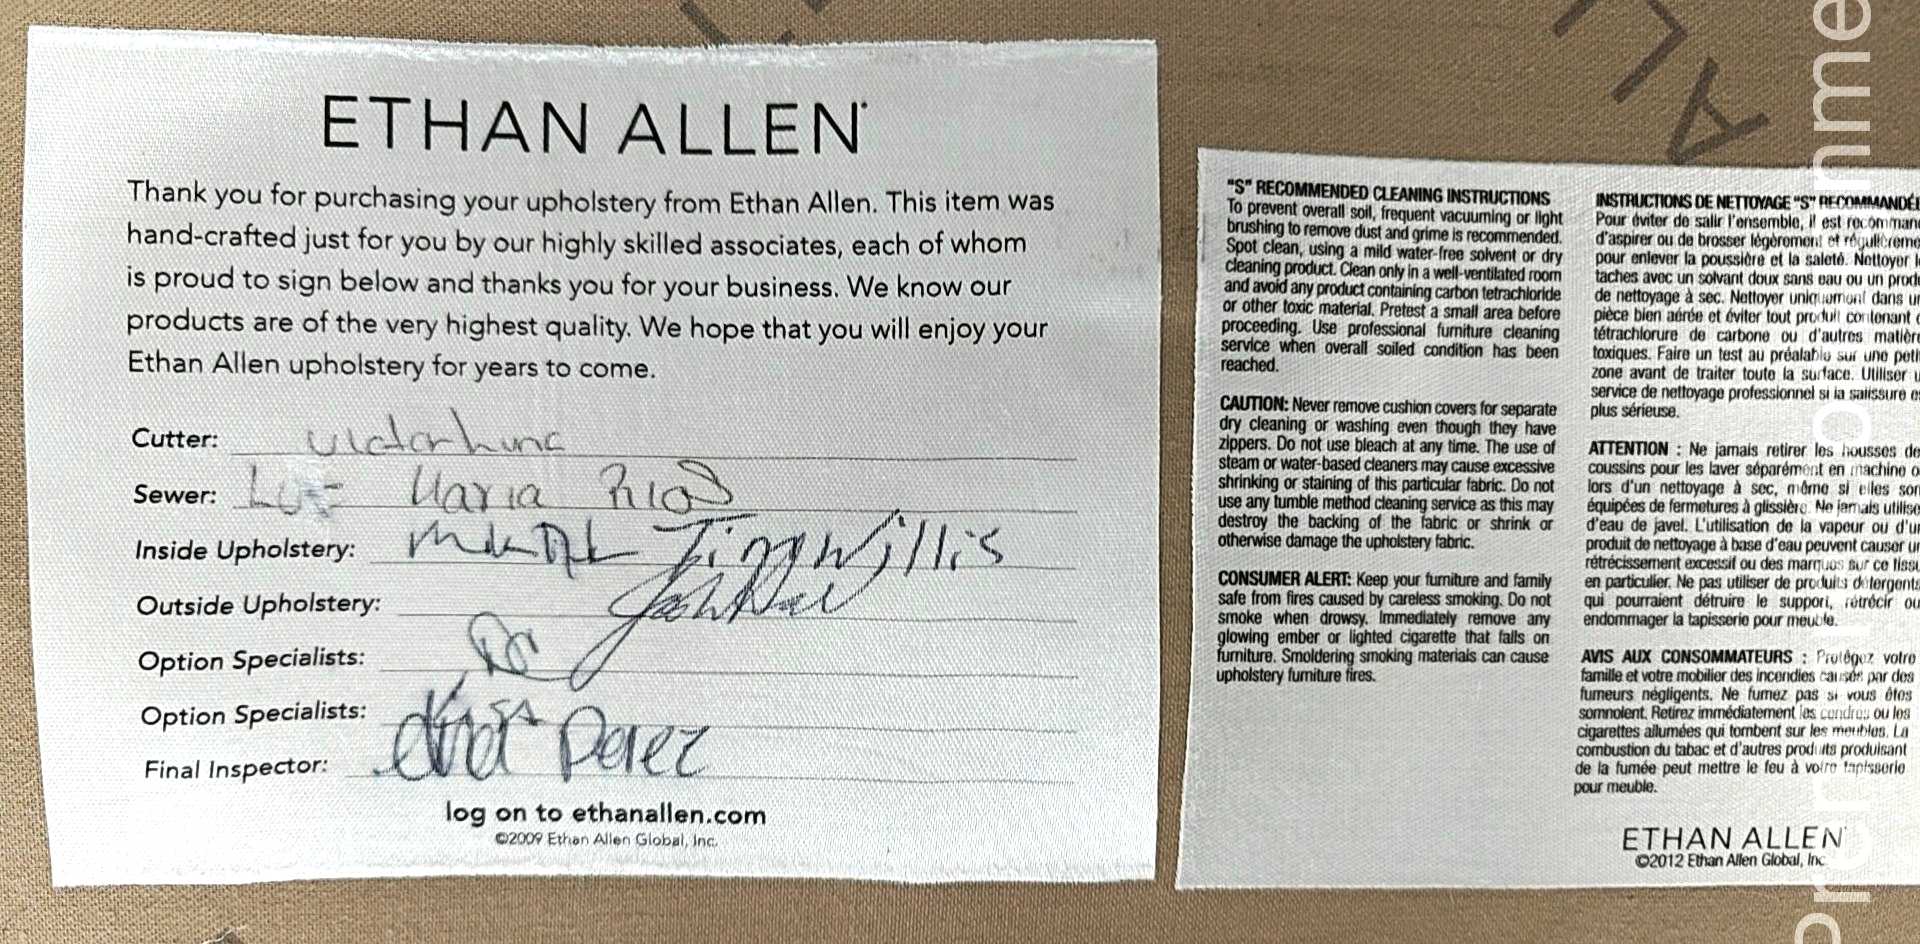 ETHAN ALLEN
Thank you for purchasing your upholstery from Ethan Allen. This item was
hand-crafted just for you by our highly skilled associates, each of whom
is proud to sign below and thanks you for your business. We know our
products are of the very highest quality. We hope that you will enjoy your
Ethan Allen upholstery for years to come.
Cutter:
Sewer: Maria Rios
Inside Upholstery: Willis
Outside Upholstery: Josh
Option Specialists:
Option Specialists:
Final Inspector: Perez
log on to ethanallen.com
©2009 Ethan Allen Global, Inc.
"S" RECOMMENDED CLEANING INSTRUCTIONS
To prevent overall soil, frequent vacuuming or light
brushing to remove dust and grime is recommended.
Spot clean, using a mild water-free solvent or dry
cleaning product. Clean only in a well-ventilated room
and avoid any product containing carbon tetrachloride
or other toxic material. Pretest a small area before
proceeding. Use professional furniture cleaning
service when overall soiled condition has been
reached.
CAUTION: Never remove cushion covers for separate
dry cleaning or washing even though they have
zippers. Do not use bleach at any time. The use of
steam or water-based cleaners may cause excessive
shrinking or staining of this particular fabric. Do not
use any tumble method cleaning service as this may
destroy the backing of the fabric or shrink or
otherwise damage the upholstery fabric.
CONSUMER ALERT: Keep your furniture and family
safe from fires caused by careless smoking. Do not
smoke when drowsy. Immediately remove any
glowing ember or lighted cigarette that falls on
furniture. Smoldering smoking materials can cause
upholstery furniture fires.
INSTRUCTIONS DE NETTOYAGE "S" RECOMMANDÉ
Pour éviter de salir l'ensemble, il est recomman
d'aspirer ou de brosser légèrement et régulièreme
pour enlever la poussière et la saleté. Nettoyer l
taches avec un solvant doux sans eau ou un produ
de nettoyage à sec. Nettoyer uniquement dans un
pièce bien aérée et éviter tout produit contenant
tétrachlorure de carbone ou d'autres matière
toxiques. Faire un test au préalable sur une peti
zone avant de traiter toute la surface. Utiliser u
service de nettoyage professionnel si la salissure e
plus sérieuse.
ATTENTION : Ne jamais retirer les housses de
coussins pour les laver séparément en machine o
lors d'un nettoyage à sec, même si elles son
équipées de fermetures à glissière. Ne jamais utilise
d'eau de javel. L'utilisation de la vapeur ou d'un
produit de nettoyage à base d'eau peuvent causer un
rétrécissement excessif ou des marques sur ce tissu
en particulier. Ne pas utiliser de produits détergents
qui pourraient détruire le support, rétrécir ou
endommager la tapisserie pour meuble.
AVIS AUX CONSOMMATEURS : Protégez votre
famille et votre mobilier des incendies causés par des
fumeurs négligents. Ne fumez pas si vous êtes
somnolent. Retirez immédiatement les cendres ou les
cigarettes allumées qui tombent sur les meubles. La
combustion du tabac et d'autres produits produisant
de la fumée peut mettre le feu à votre tapisserie
pour meuble.
ETHAN ALLEN
©2012 Ethan Allen Global, Inc